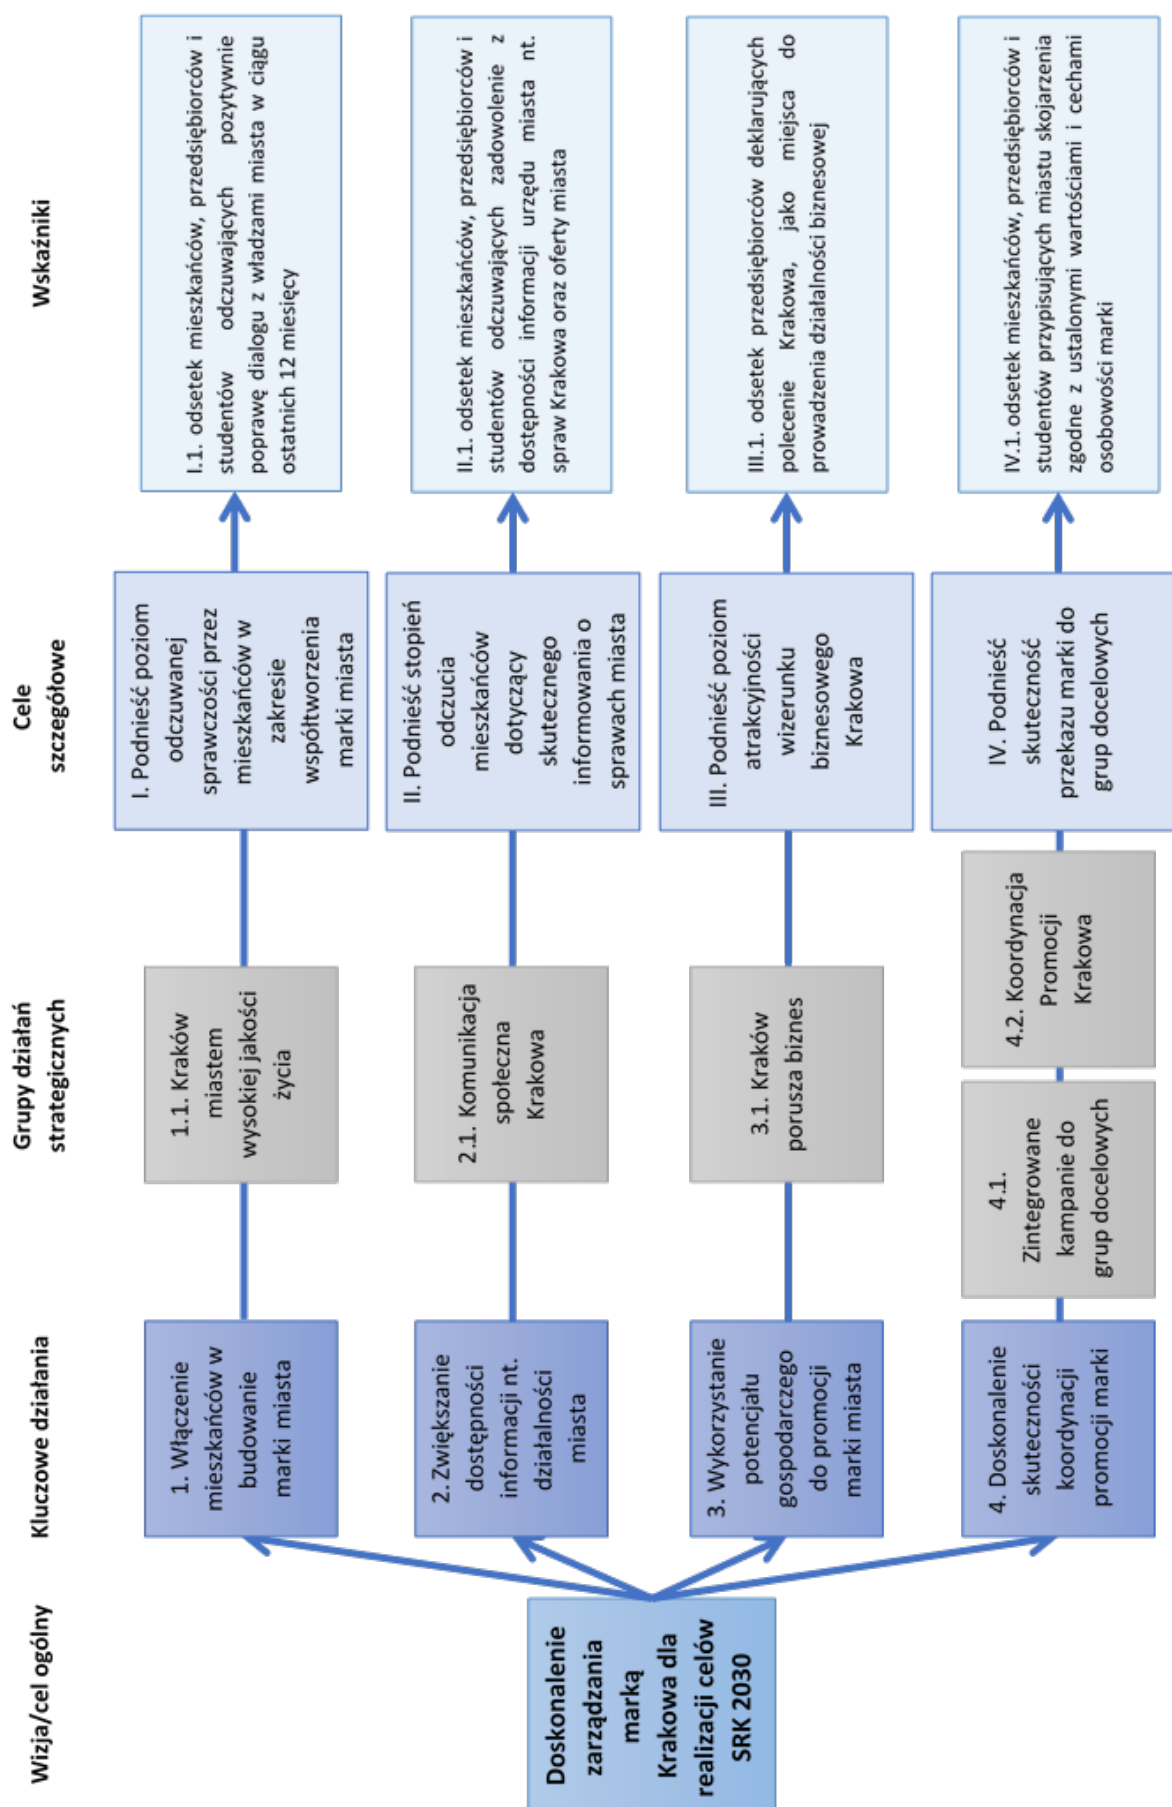 Wizja/cel ogólny
Kluczowe działania
Grupy działań
strategicznych
Cele
szczegółowe
Wskaźniki
Doskonalenie
zarządzania
marką
Krakowa dla
realizacji celów
SRK 2030
1. Włączenie
mieszkańców w
budowanie
marki miasta
1.1. Kraków
miastem
wysokiej jakości
życia
I. Podnieść poziom
odczuwanej
sprawczości przez
mieszkańców w
zakresie
współtworzenia
marki miasta
I.1. odsetek mieszkańców, przedsiębiorców i
studentów odczuwających pozytywnie
poprawę dialogu z władzami miasta w ciągu
ostatnich 12 miesięcy
2. Zwiększanie
dostępności
informacji nt.
działalności
miasta
2.1. Komunikacja
społeczna
Krakowa
II. Podnieść stopień
odczucia
mieszkańców
dotyczący
skutecznego
informowania o
sprawach miasta
II.1. odsetek mieszkańców, przedsiębiorców i
studentów odczuwających zadowolenie z
dostępności informacji urzędu miasta nt.
spraw Krakowa oraz oferty miasta
3. Wykorzystanie
potencjału
gospodarczego
do promocji
marki miasta
3.1. Kraków
porusza biznes
III. Podnieść poziom
atrakcyjności
wizerunku
biznesowego
Krakowa
III.1. odsetek przedsiębiorców deklarujących
polecenie Krakowa, jako miejsca do
prowadzenia działalności biznesowej
4. Doskonalenie
skuteczności
koordynacji
promocji marki
4.1.
Zintegrowane
kampanie do
grup docelowych
4.2. Koordynacja
Promocji
Krakowa
IV. Podnieść
skuteczność
przekazu marki do
grup docelowych
IV.1. odsetek mieszkańców, przedsiębiorców i
studentów przypisujących miastu skojarzenia
zgodne z ustalonymi wartościami i cechami
osobowości marki